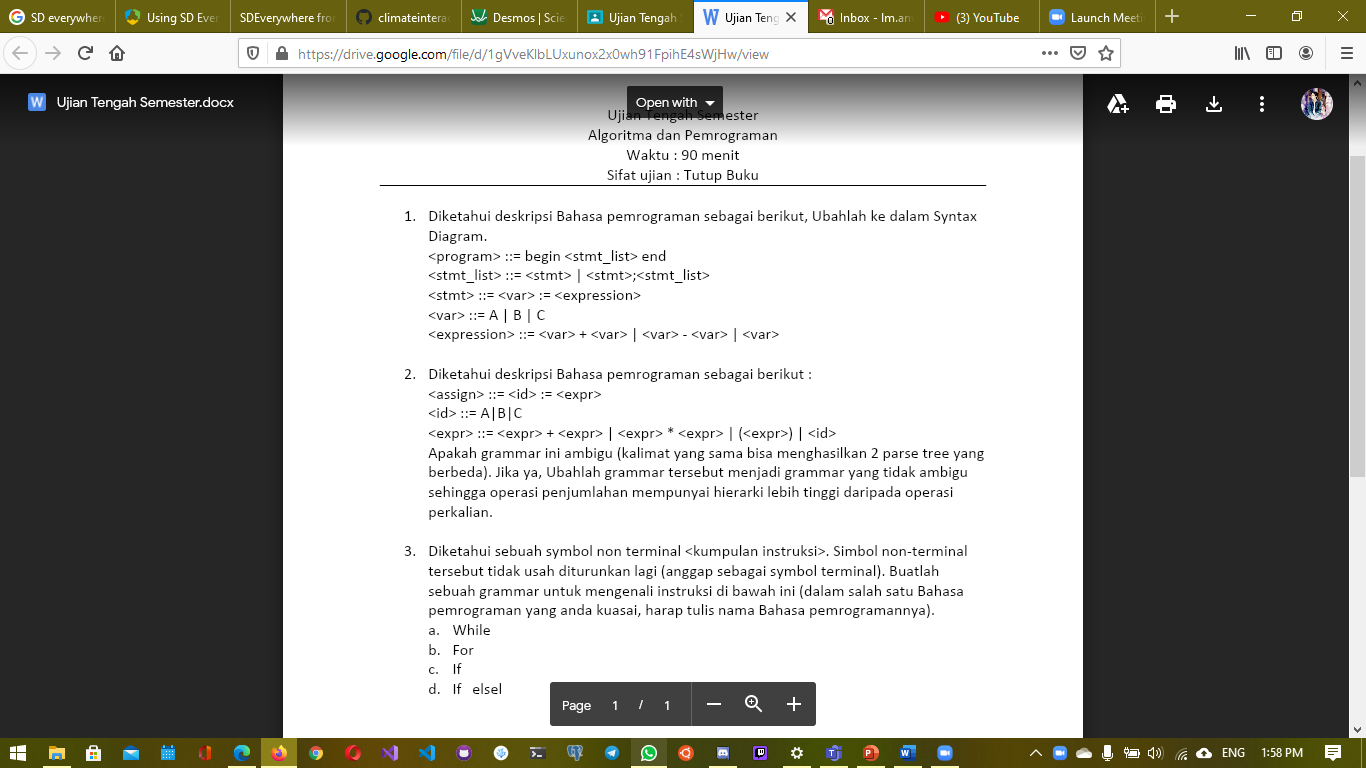 SD everywher
Using SD Ever
SDEverywhere fro
climateintera
Desmos | Scie
Ujian Tengah
Ujian Teng
Inbox - lm.an
(3) YouTube
Launch Meeti
https://drive.google.com/file/d/1gVveKlbLUxunox2x0wh91FpihE4sWjHw/view
W Ujian Tengah Semester.docx
Open with
Ujian Tengah Semester
Algoritma dan Pemrograman
Waktu : 90 menit
Sifat ujian : Tutup Buku
1. Diketahui deskripsi Bahasa pemrograman sebagai berikut, Ubahlah ke dalam Syntax
Diagram.
<program> ::= begin <stmt_list> end
<stmt_list> ::= <stmt> | <stmt>;<stmt_list>
<stmt> ::= <var> := <expression>
<var> ::= A | B | C
<expression> ::= <var> + <var> | <var> - <var> | <var>
2. Diketahui deskripsi Bahasa pemrograman sebagai berikut :
<assign> ::= <id> := <expr>
<id> ::= A|B|C
<expr> ::= <expr> + <expr> | <expr> * <expr> | (<expr>) | <id>
Apakah grammar ini ambigu (kalimat yang sama bisa menghasilkan 2 parse tree yang
berbeda). Jika ya, Ubahlah grammar tersebut menjadi grammar yang tidak ambigu
sehingga operasi penjumlahan mempunyai hierarki lebih tinggi daripada operasi
perkalian.
3. Diketahui sebuah symbol non terminal <kumpulan instruksi>. Simbol non-terminal
tersebut tidak usah diturunkan lagi (anggap sebagai symbol terminal). Buatlah
sebuah grammar untuk mengenali instruksi di bawah ini (dalam salah satu Bahasa
pemrograman yang anda kuasai, harap tulis nama Bahasa pemrogramannya).
a. While
b. For
c. If
d. If elsel
Page 1 / 1
ENG 1:58 PM